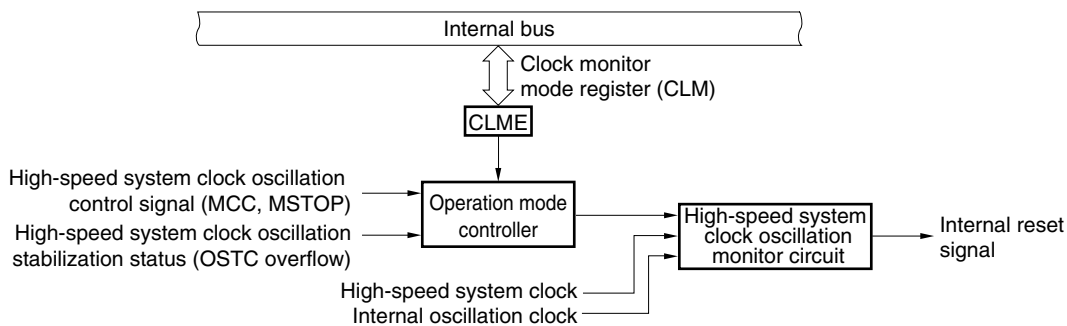 Internal bus
Clock monitor
mode register (CLM)
CLME
High-speed system clock oscillation
control signal (MCC, MSTOP)
High-speed system clock oscillation
stabilization status (OSTC overflow)
Operation mode
controller
High-speed system
clock oscillation
monitor circuit
Internal reset
signal
High-speed system clock
Internal oscillation clock